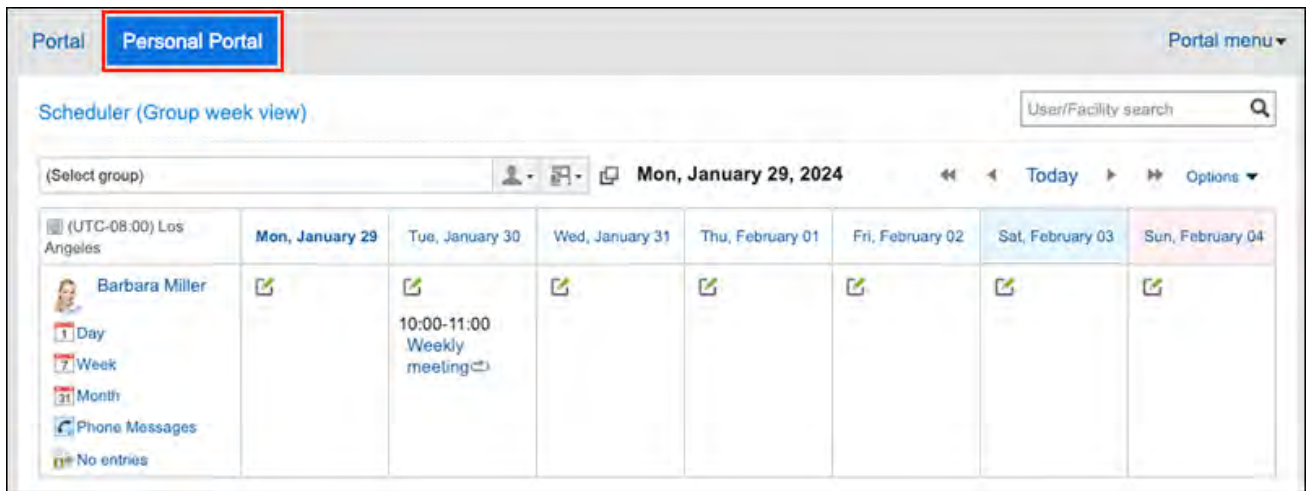 Portal Personal Portal Portal menu
Scheduler (Group week view) User/Facility search
(Select group) Mon, January 29, 2024 Today Options
(UTC-08:00) Los
Angeles
Mon, January 29 Tue, January 30 Wed, January 31 Thu, February 01 Fri, February 02 Sat, February 03 Sun, February 04
Barbara Miller
1 Day
7 Week
31 Month
Phone Messages
No entries
10:00-11:00
Weekly
meeting